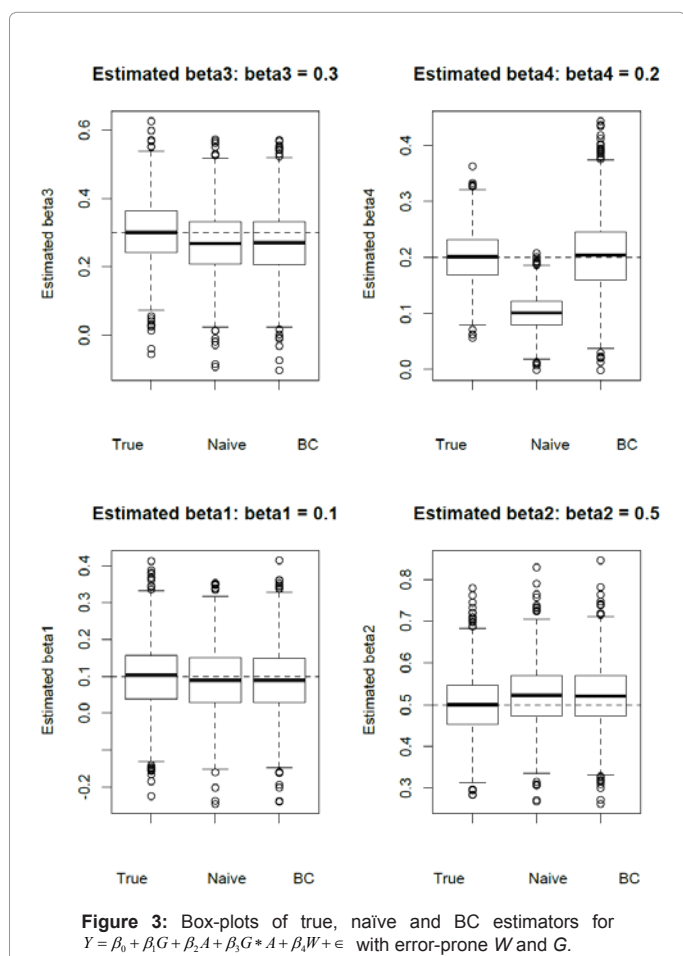 Estimated beta3: beta3 = 0.3
Estimated beta3
0.6
0.4
0.2
0.0
True Naive BC
Estimated beta4: beta4 = 0.2
Estimated beta4
0.4
0.3
0.2
0.1
0.0
True Naive BC
Estimated beta1: beta1 = 0.1
Estimated beta1
0.4
0.3
0.2
0.1
0.0
-0.2
True Naive BC
Estimated beta2: beta2 = 0.5
Estimated beta2
0.8
0.7
0.6
0.5
0.3
True Naive BC
Figure 3: Box-plots of true, naïve and BC estimators for
Y = β₀ + β₁G + β₂A + β₃G * A + β₄W + ∈ with error-prone W and G.